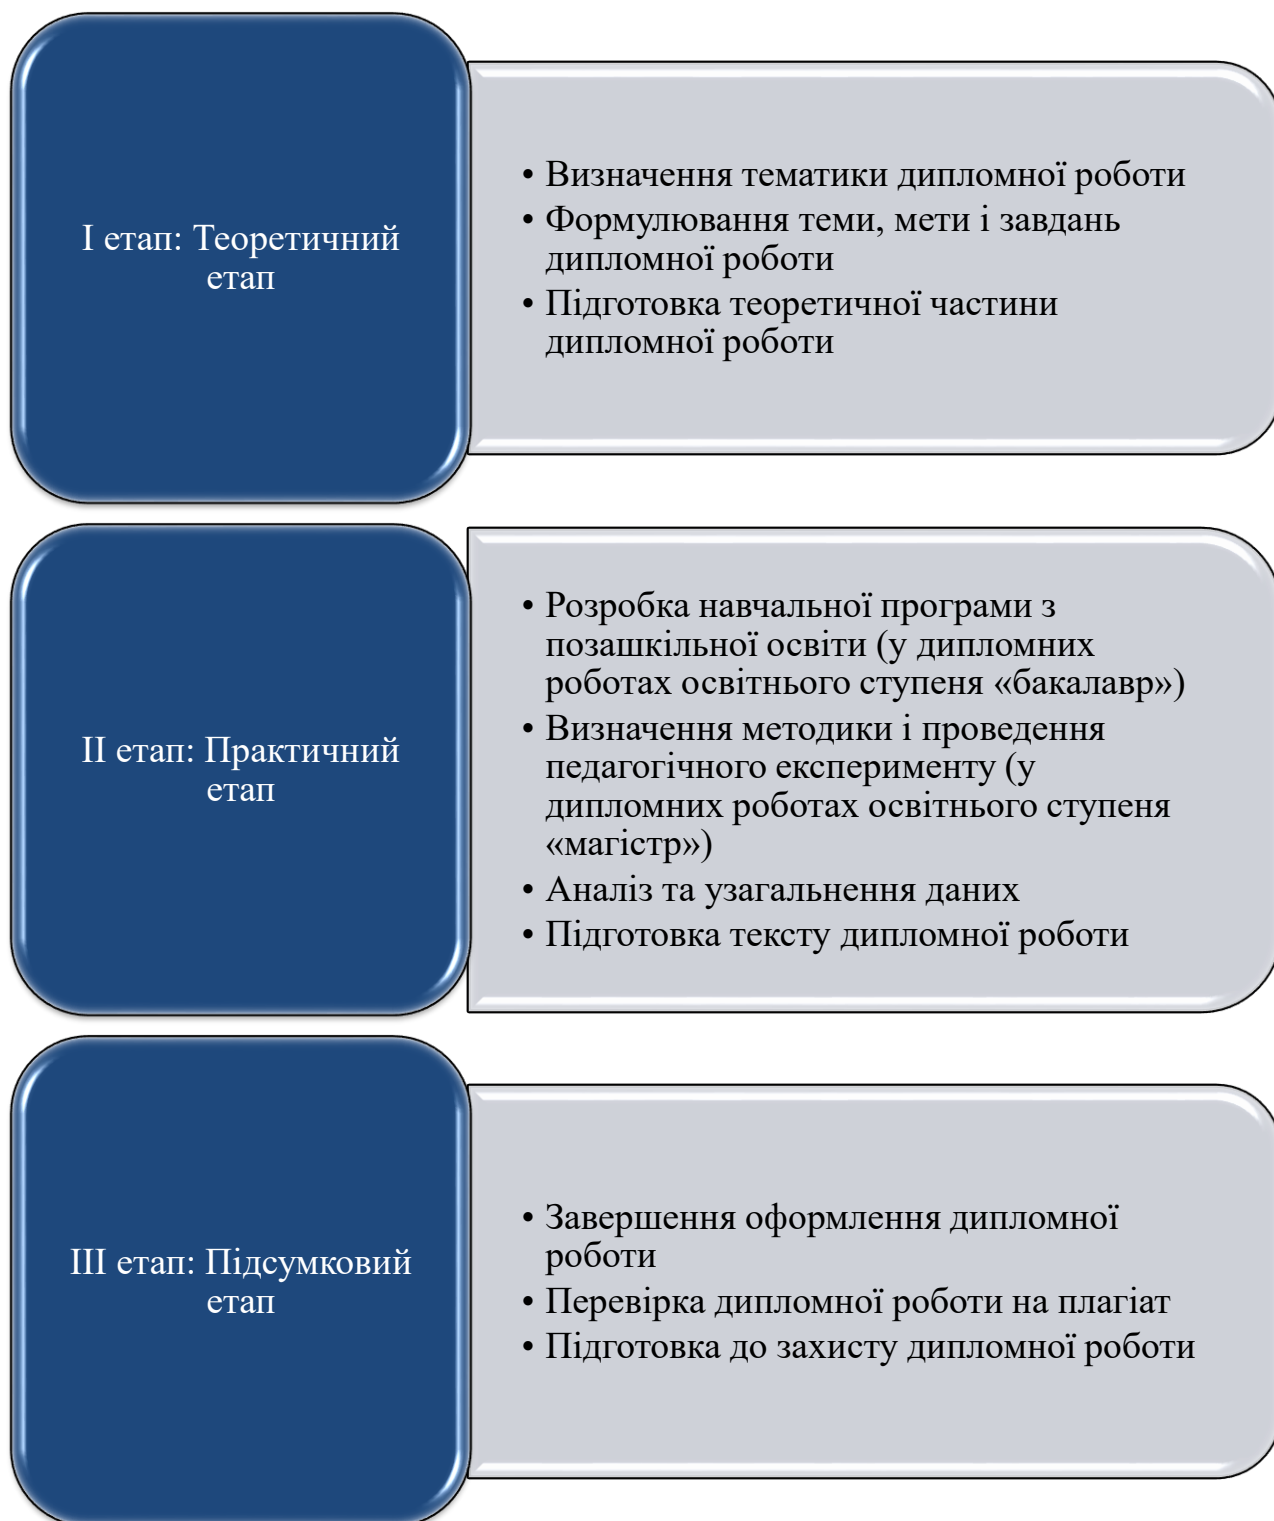 І етап: Теоретичний
етап
• Визначення тематики дипломної роботи
• Формулювання теми, мети і завдань
дипломної роботи
• Підготовка теоретичної частини
дипломної роботи
ІІ етап: Практичний
етап
• Розробка навчальної програми з
позашкільної освіти (у дипломних
роботах освітнього ступеня «бакалавр»)
• Визначення методики і проведення
педагогічного експерименту (у
дипломних роботах освітнього ступеня
«магістр»)
• Аналіз та узагальнення даних
• Підготовка тексту дипломної роботи
ІІІ етап: Підсумковий
етап
• Завершення оформлення дипломної
роботи
• Перевірка дипломної роботи на плагіат
• Підготовка до захисту дипломної роботи